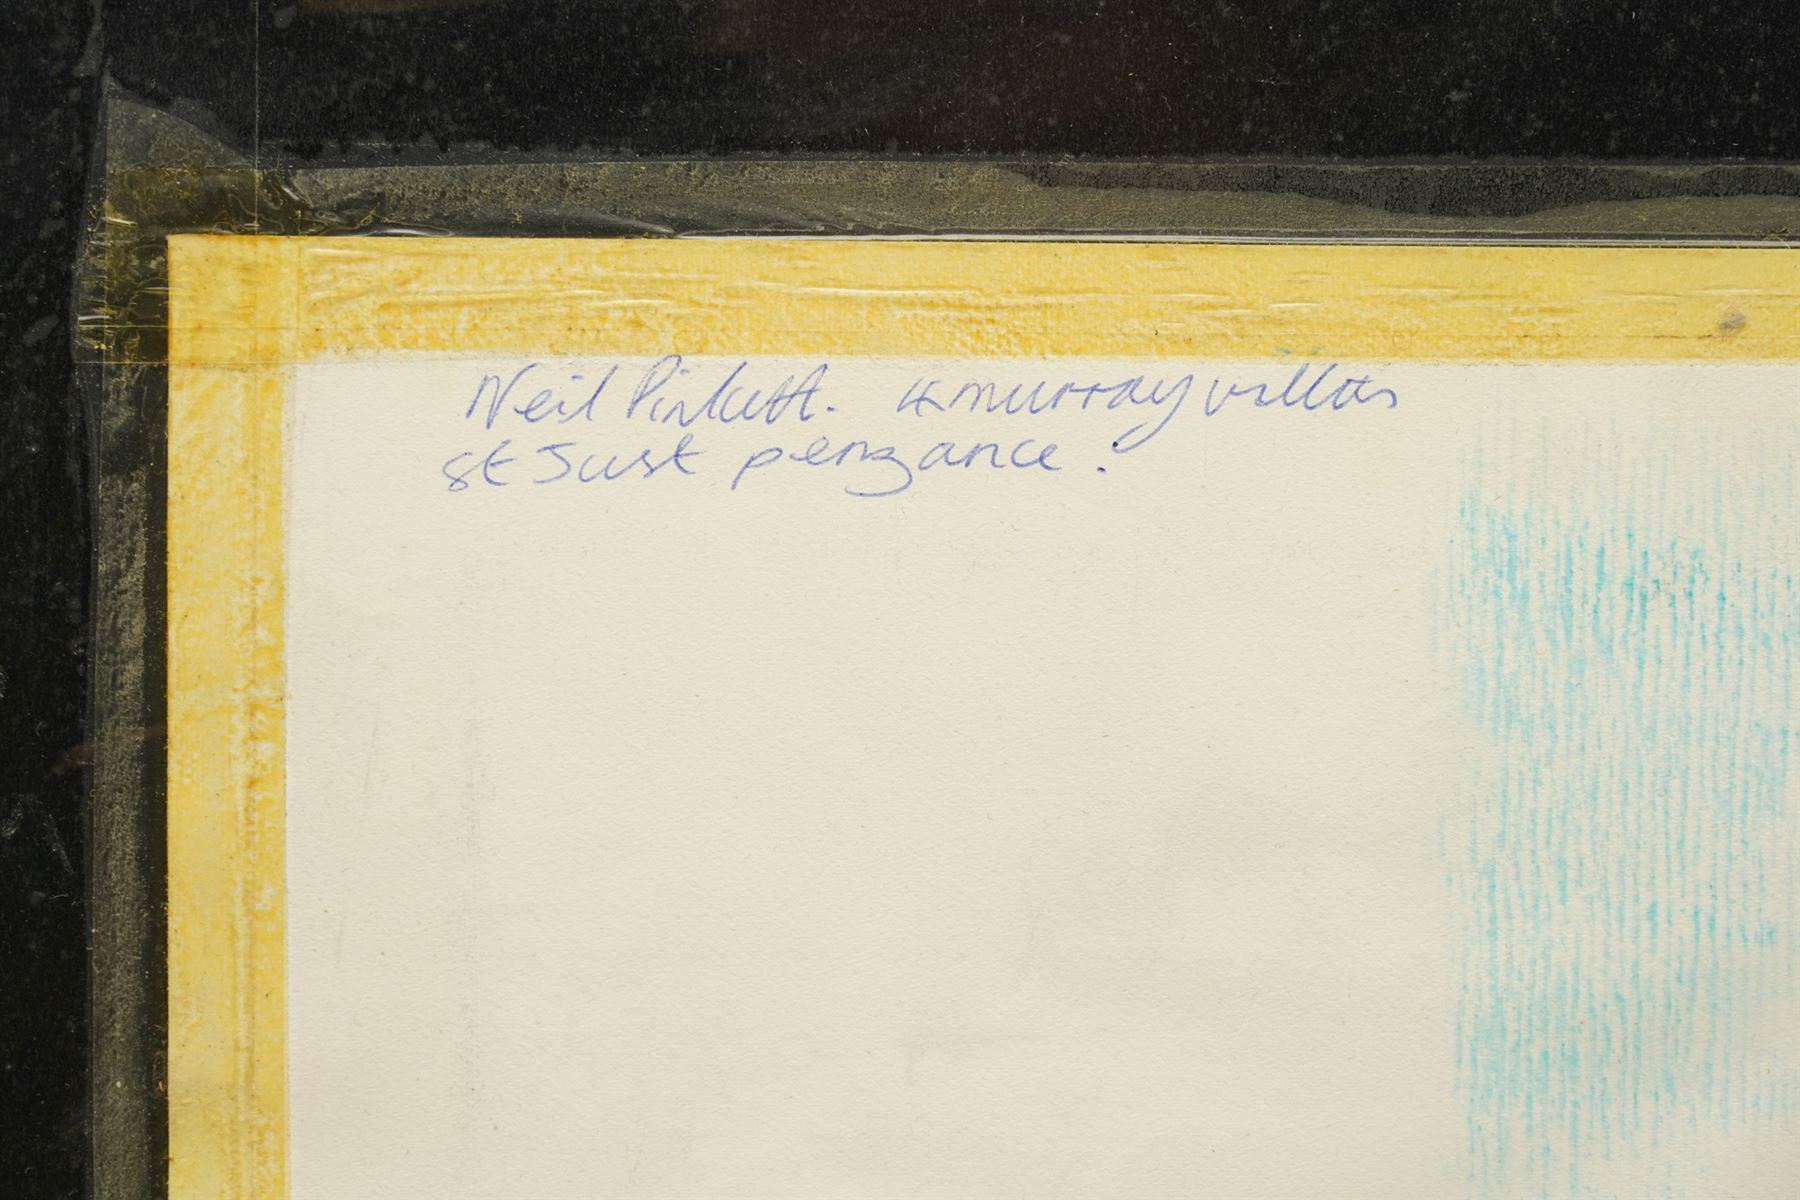 Neil Pinkett. 4 murray villas
St Just penzance.